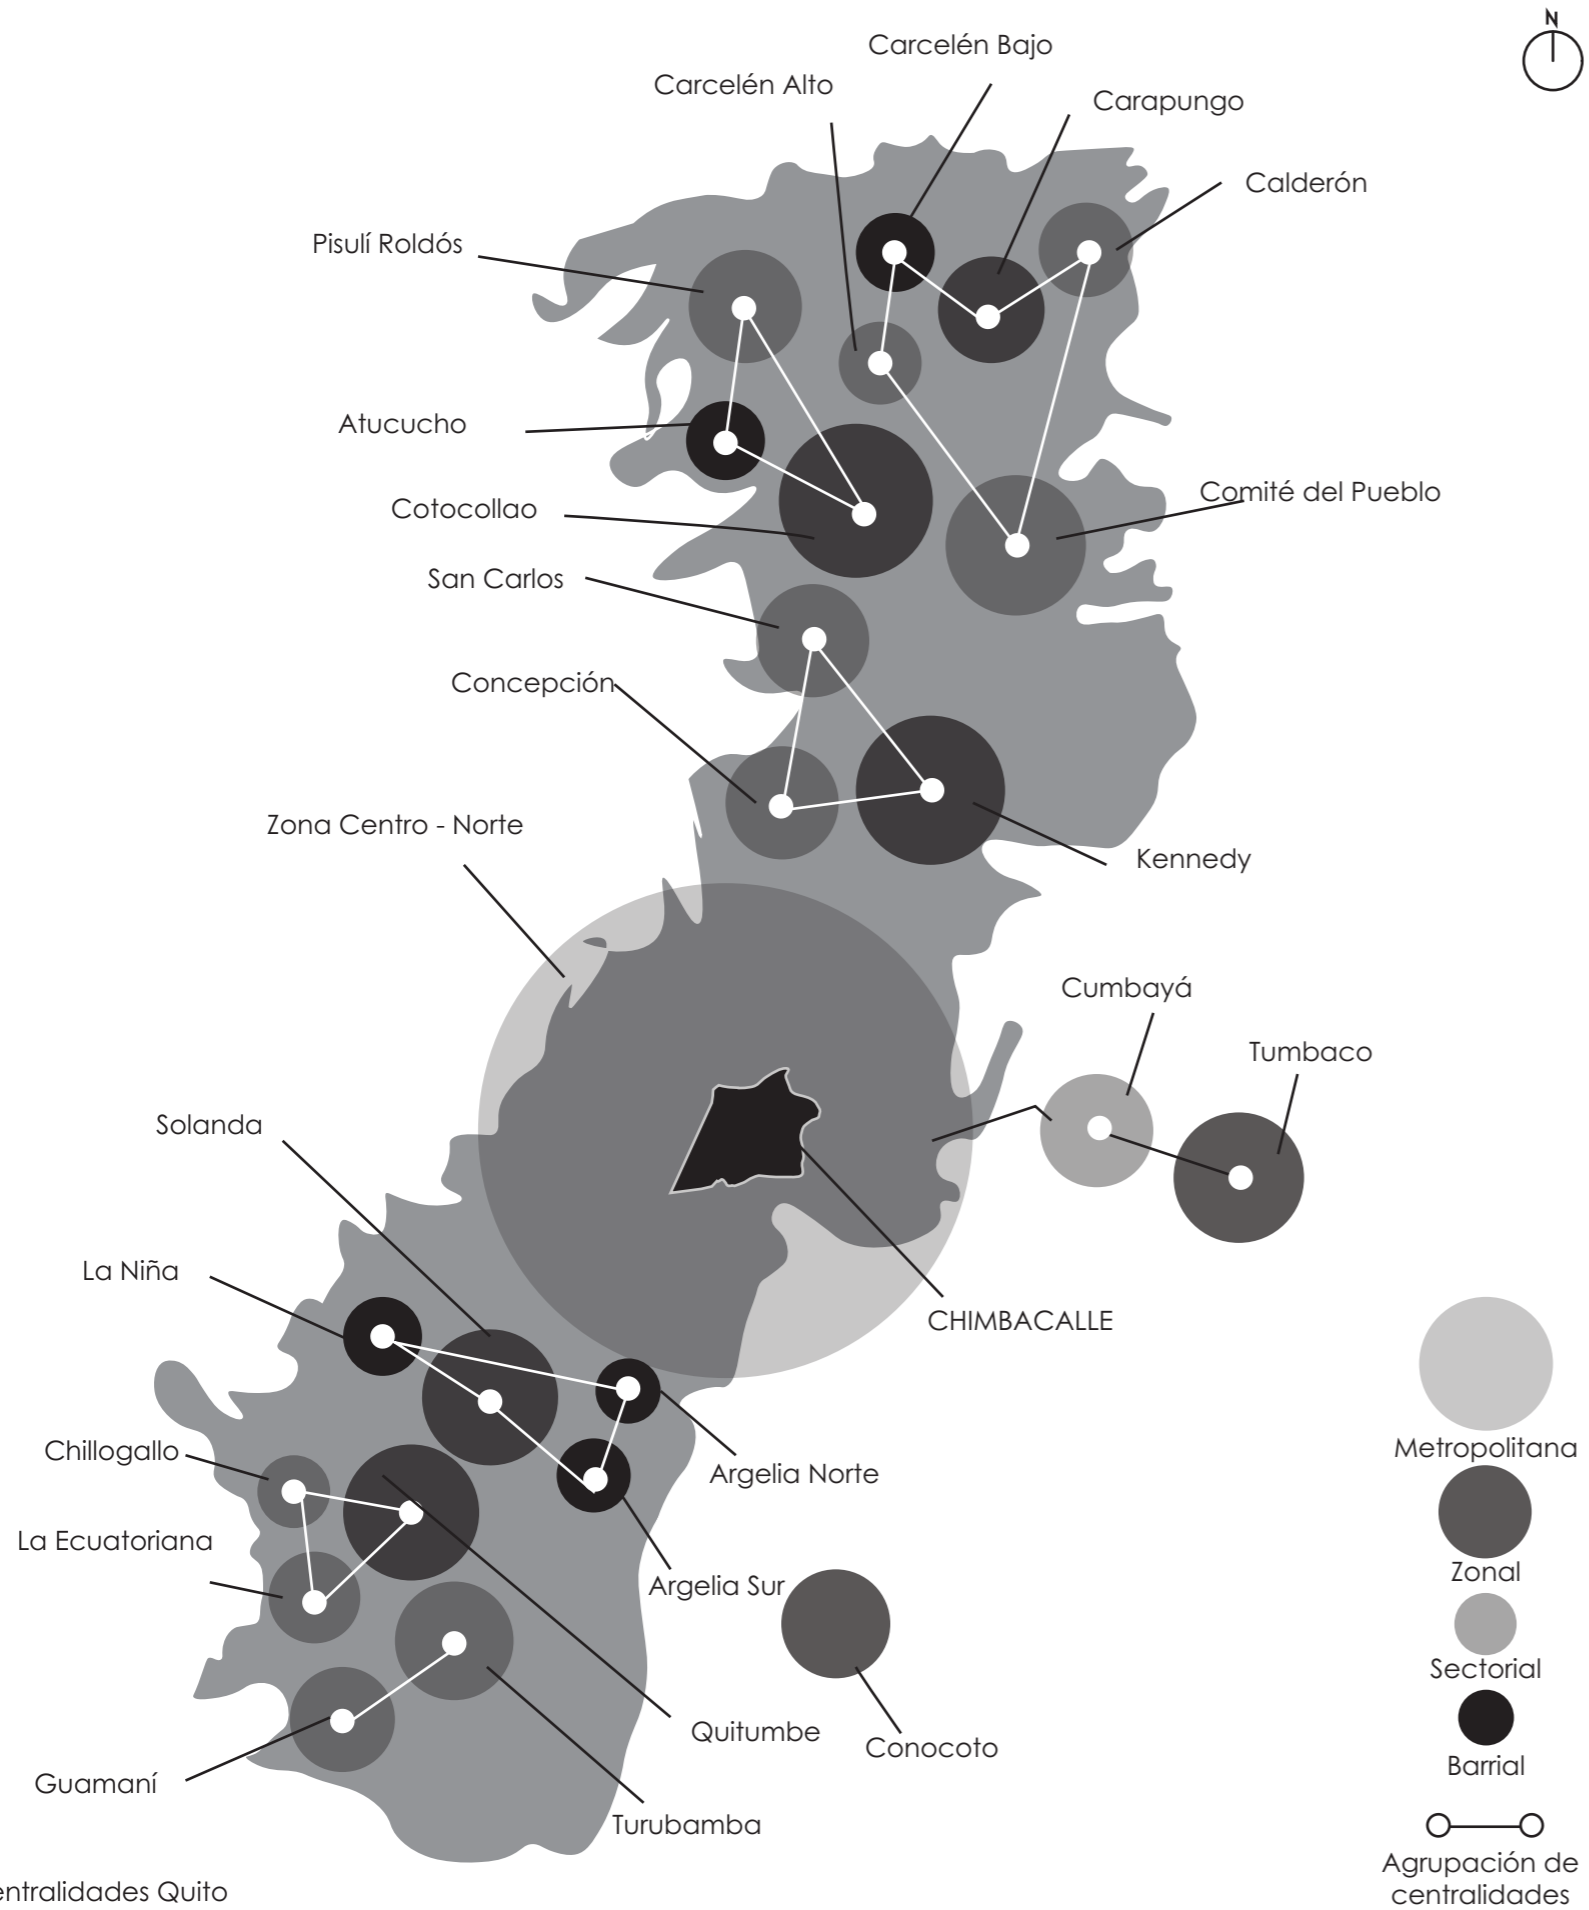 N
Carcelén Bajo
Carcelén Alto
Carapungo
Calderón
Pisulí Roldós
Atucucho
Comité del Pueblo
Cotocollao
San Carlos
Concepción
Zona Centro - Norte
Kennedy
Cumbayá
Tumbaco
Solanda
La Niña
CHIMBACALLE
Metropolitana
Chillogallo
Argelia Norte
La Ecuatoriana
Zonal
Argelia Sur
Sectorial
Quitumbe
Conocoto
Barrial
Guamaní
Turubamba
Agrupación de
centralidades
entralidades Quito